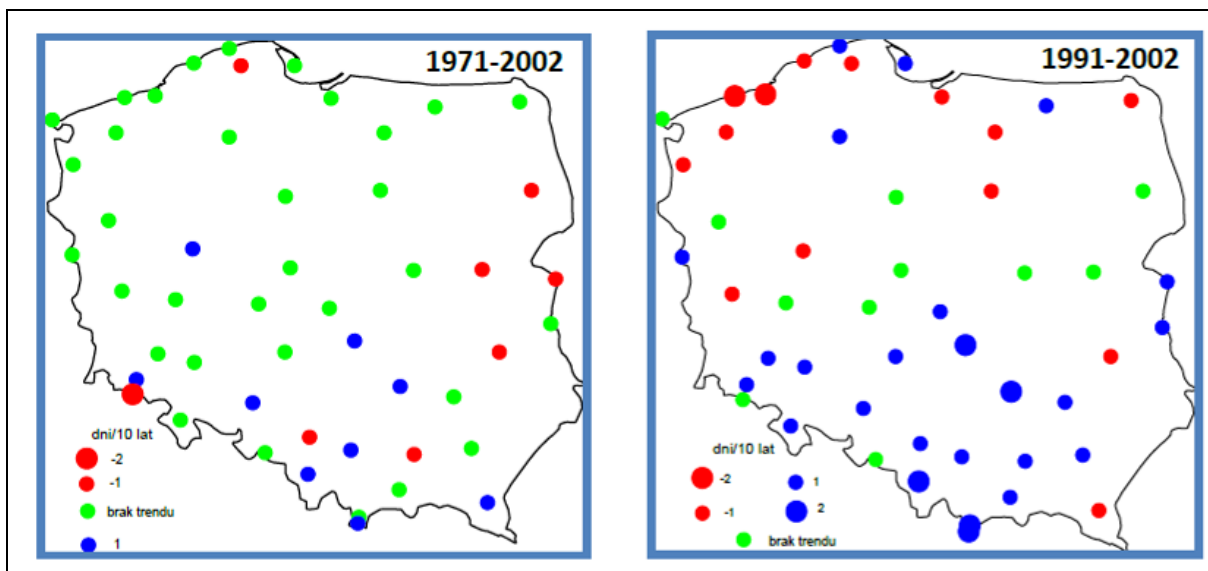 1971-2002
dni/10 lat
-2
-1
brak trendu
1
1991-2002
dni/10 lat
-2
1
-1
2
brak trendu